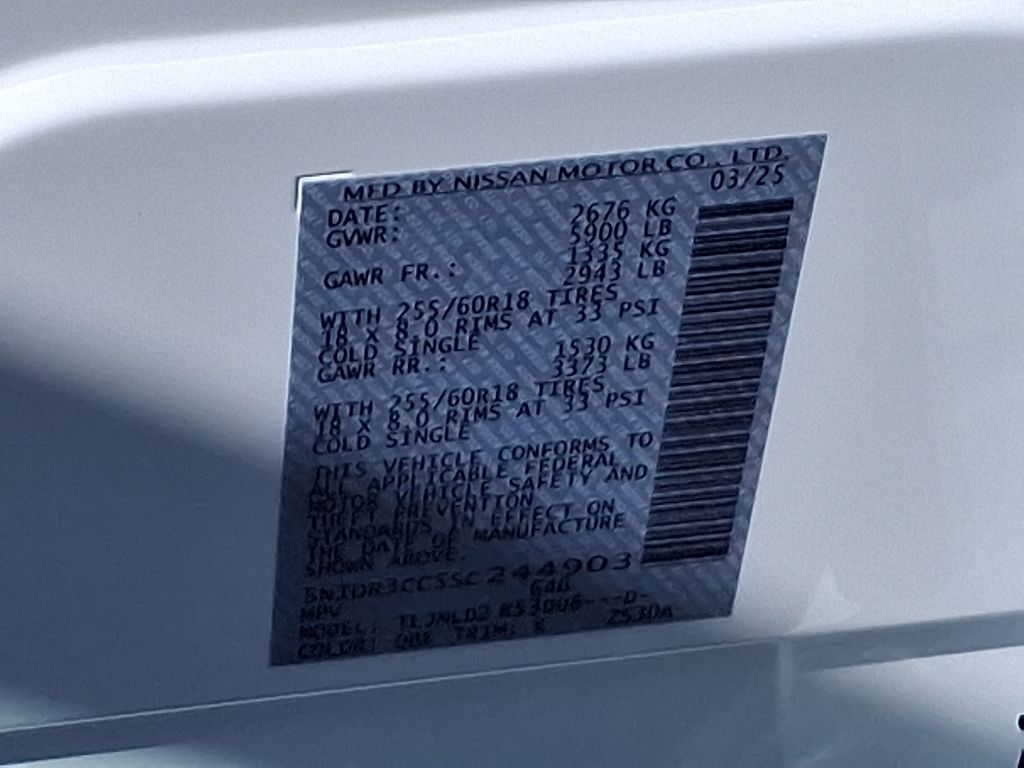 MFD BY NISSAN MOTOR CO., LTD.
DATE: 03/25
GVWR: 2676 KG
5900 LB
1335 KG
GAWR FR.: 2943 LB
WITH 255/60R18 TIRES
18 X 8.0 RIMS AT 33 PSI
COLD SINGLE
1530 KG
GAWR RR.: 3373 LB
WITH 255/60R18 TIRES
18 X 8.0 RIMS AT 33 PSI
COLD SINGLE
THIS VEHICLE CONFORMS TO
ALL APPLICABLE FEDERAL
MOTOR VEHICLE SAFETY AND
THEFT PREVENTION
STANDARDS IN EFFECT ON
THE DATE OF MANUFACTURE
SHOWN ABOVE.
244903
MPV
MODEL:
COLOR: TRIM: K